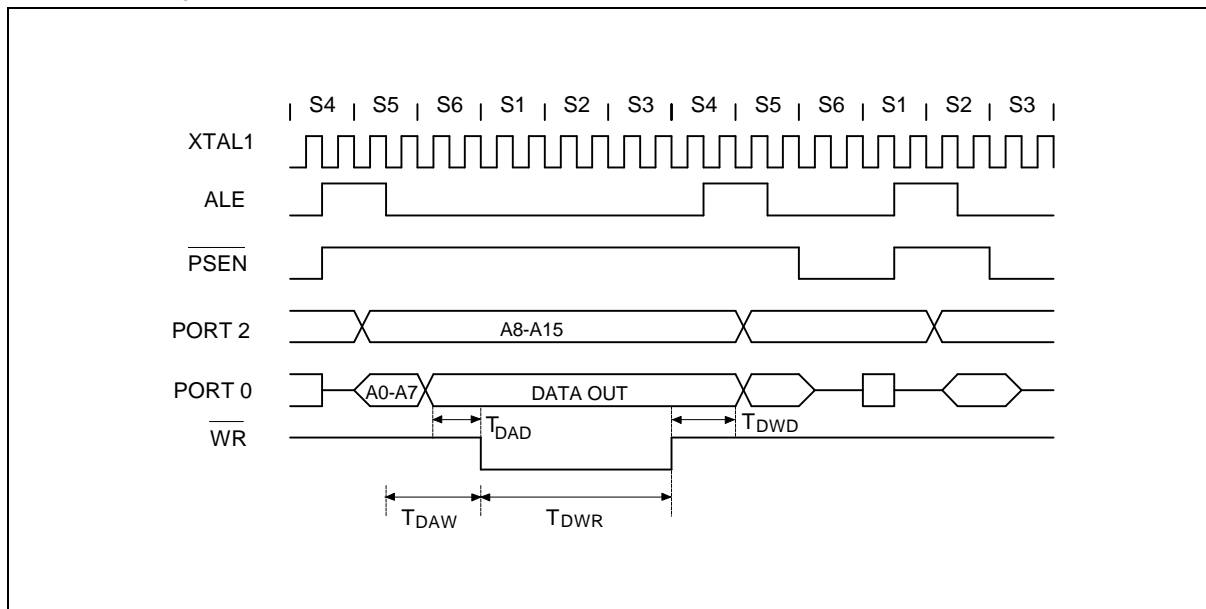 S4 S5 S6 S1 S2 S3 S4 S5 S6 S1 S2 S3
XTAL1
ALE
PSEN
PORT 2
A8-A15
PORT 0
A0-A7
DATA OUT
TDAD
TDWD
WR
TDAW
TDWR